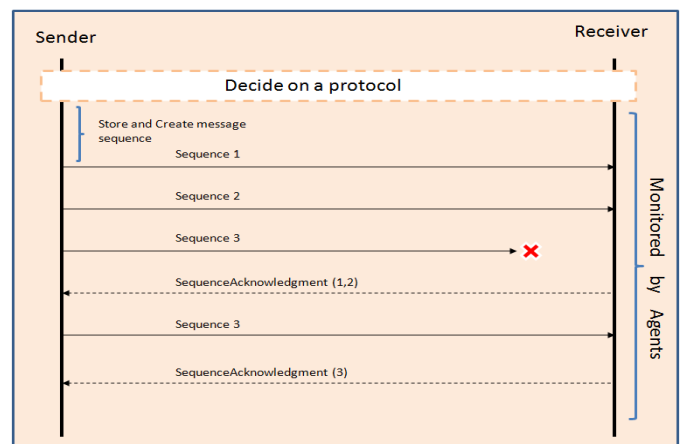 Sender
Receiver
Decide on a protocol
Store and Create message
sequence
Sequence 1
Sequence 2
Sequence 3
SequenceAcknowledgment (1,2)
Sequence 3
SequenceAcknowledgment (3)
Monitored by Agents